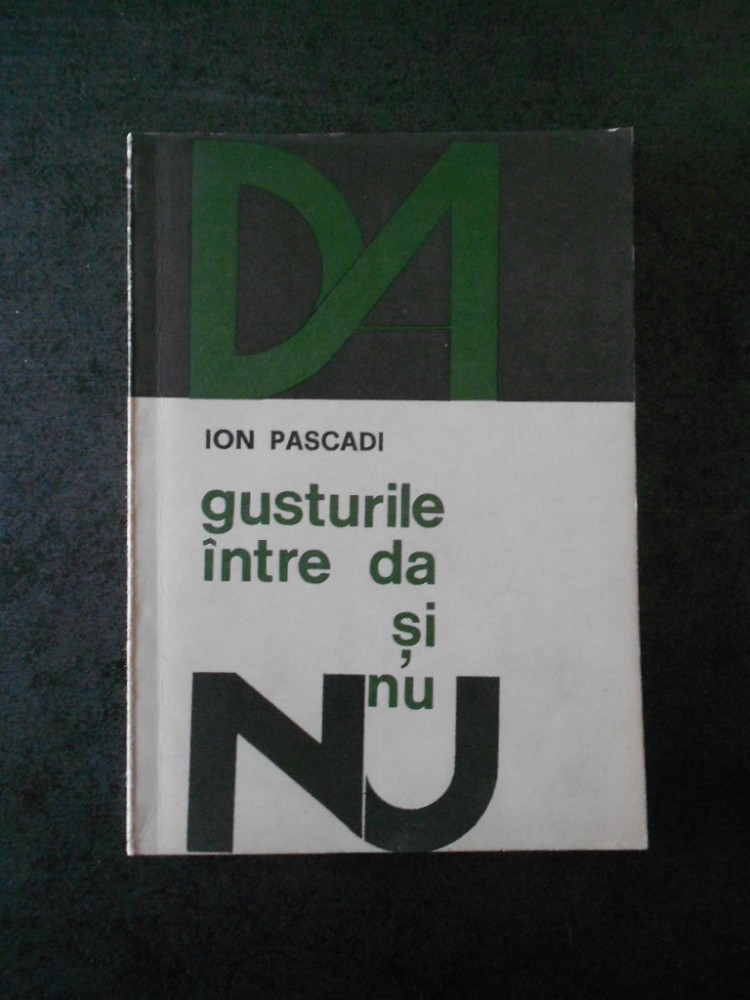 DA
ION PASCADI
gusturile
între da
și
nu
NU